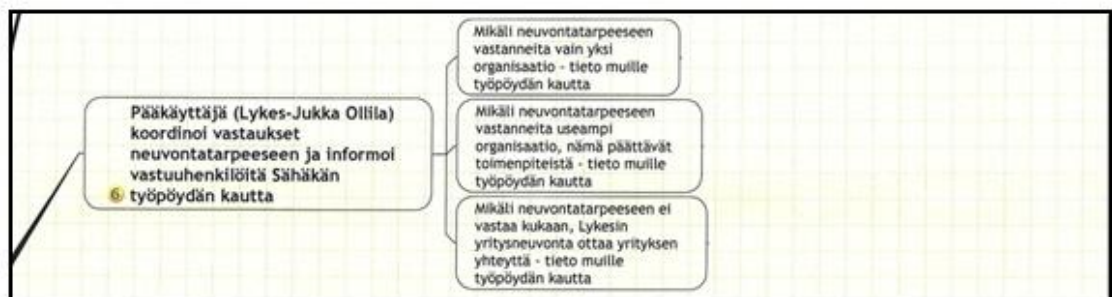 Pääkäyttäjä (Lykes-Jukka Ollila)
koordinoi vastaukset
neuvontatarpeeseen ja informoi
vastuuhenkilöitä Sähäkän
6 työpöydän kautta
Mikäli neuvontatarpeeseen
vastanneita vain yksi
organisaatio - tieto muille
työpöydän kautta
Mikäli neuvontatarpeeseen
vastanneita useampi
organisaatio, nämä päättävät
toimenpiteistä - tieto muille
työpöydän kautta
Mikäli neuvontatarpeeseen ei
vastaa kukaan, Lykesin
yritysneuvonta ottaa yrityksen
yhteyttä - tieto muille
työpöydän kautta